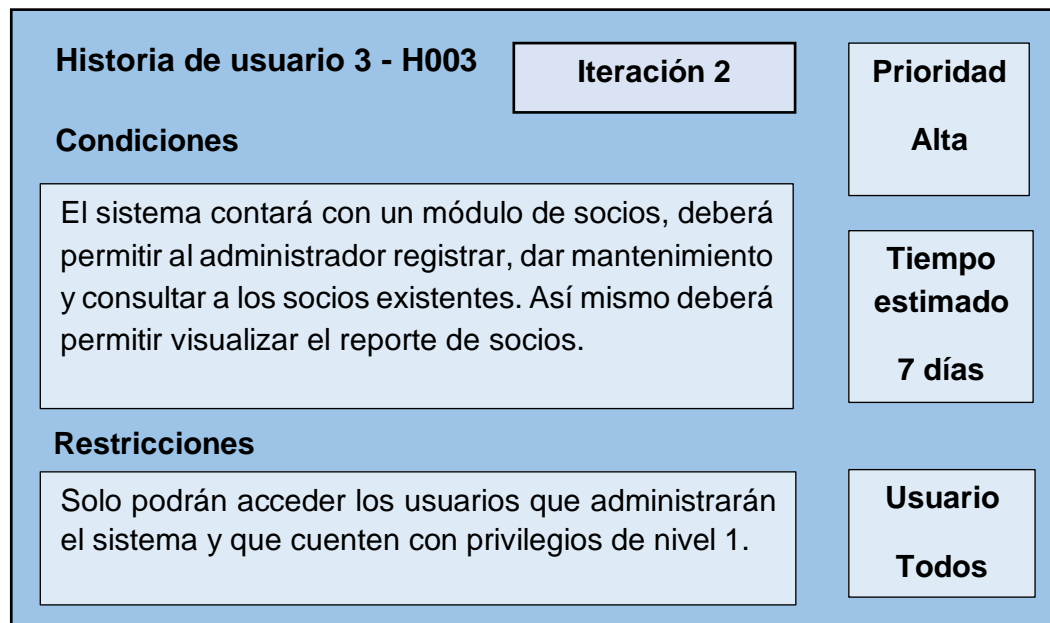 Historia de usuario 3 - H003
Iteración 2
Condiciones
El sistema contará con un módulo de socios, deberá
permitir al administrador registrar, dar mantenimiento
y consultar a los socios existentes. Así mismo deberá
permitir visualizar el reporte de socios.
Restricciones
Solo podrán acceder los usuarios que administrarán
el sistema y que cuenten con privilegios de nivel 1.
Prioridad
Alta
Tiempo
estimado
7 días
Usuario
Todos